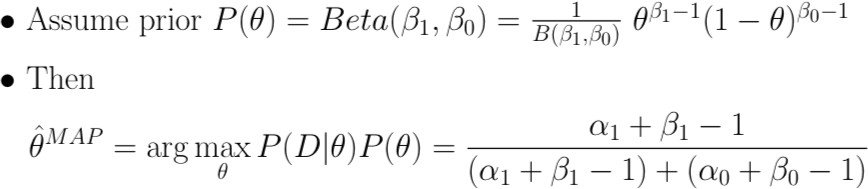 • Assume prior P(θ) = Beta(β₁, β₀) = 1/B(β₁,β₀) θ^{β₁−1}(1 − θ)^{β₀−1}
• Then
θ̂^{MAP} = arg max_θ P(D|θ)P(θ) = (α₁ + β₁ − 1) / ((α₁ + β₁ − 1) + (α₀ + β₀ − 1))